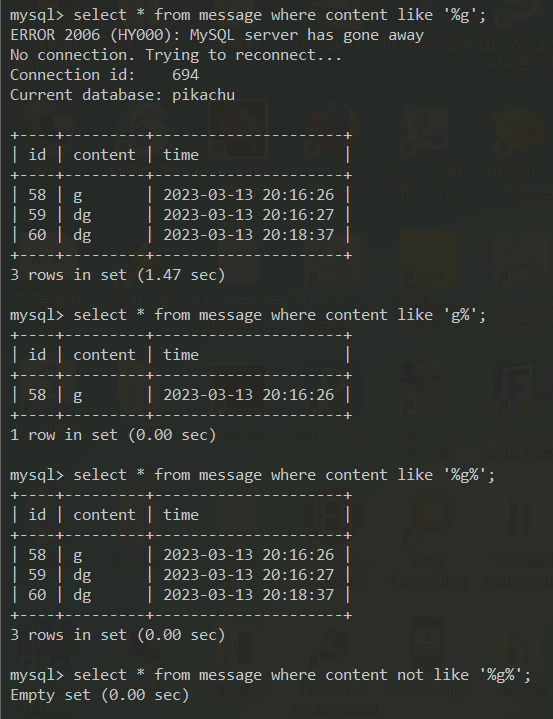 mysql> select * from message where content like '%g';
ERROR 2006 (HY000): MySQL server has gone away
No connection. Trying to reconnect...
Connection id:    694
Current database: pikachu

+----+---------+---------------------+
| id | content | time                |
+----+---------+---------------------+
| 58 | g       | 2023-03-13 20:16:26 |
| 59 | dg      | 2023-03-13 20:16:27 |
| 60 | dg      | 2023-03-13 20:18:37 |
+----+---------+---------------------+
3 rows in set (1.47 sec)

mysql> select * from message where content like 'g%';
+----+---------+---------------------+
| id | content | time                |
+----+---------+---------------------+
| 58 | g       | 2023-03-13 20:16:26 |
+----+---------+---------------------+
1 row in set (0.00 sec)

mysql> select * from message where content like '%g%';
+----+---------+---------------------+
| id | content | time                |
+----+---------+---------------------+
| 58 | g       | 2023-03-13 20:16:26 |
| 59 | dg      | 2023-03-13 20:16:27 |
| 60 | dg      | 2023-03-13 20:18:37 |
+----+---------+---------------------+
3 rows in set (0.00 sec)

mysql> select * from message where content not like '%g%';
Empty set (0.00 sec)